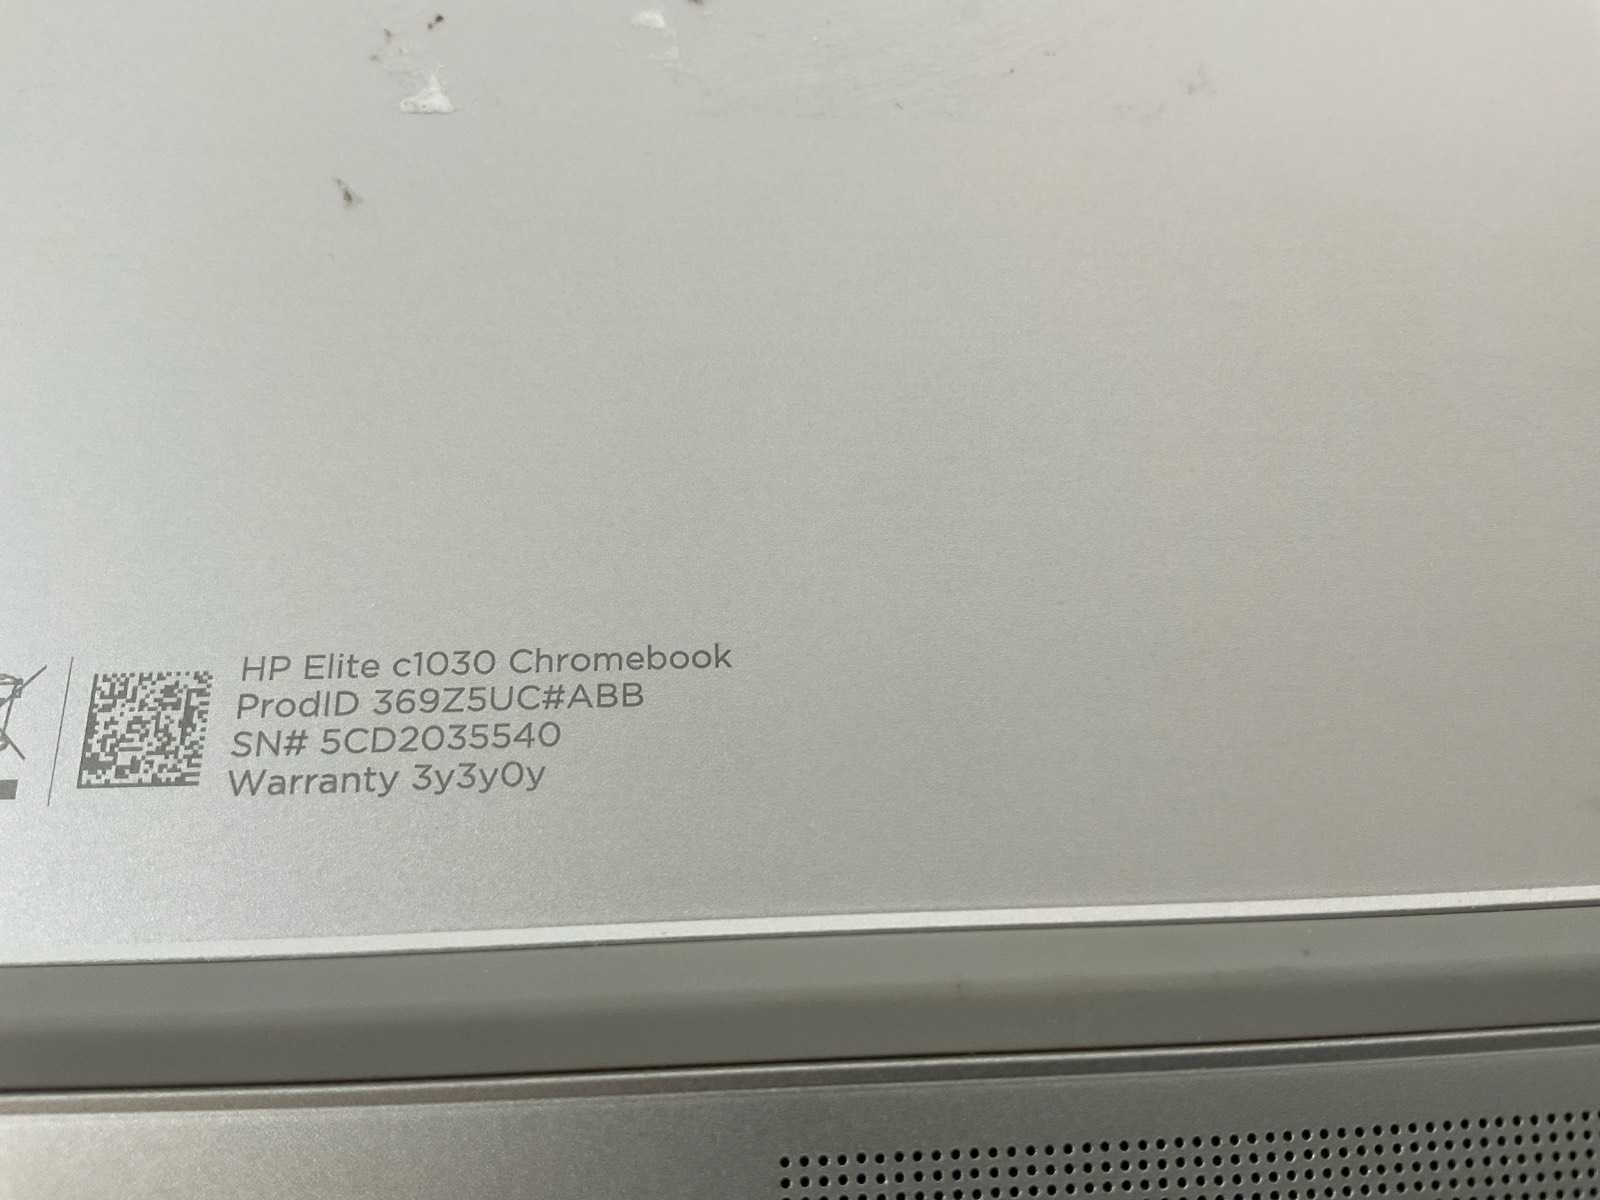 HP Elite c1030 Chromebook
ProdID 369Z5UC#ABB
SN# 5CD2035540
Warranty 3y3y0y